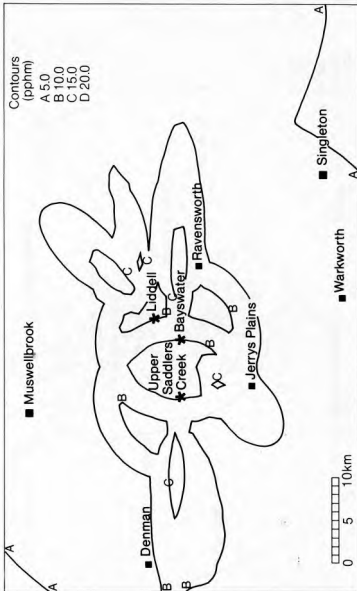 Contours
(pphm)
A 5.0
B 10.0
C 15.0
D 20.0
A
A
Muswellbrook
C
C
Liddell
B
Upper
Saddlers
Creek
Bayswater
C
Ravensworth
B
B
B
C
C
Denman
B
B
A
A
Jerrys Plains
Singleton
A
Warkworth
0 5 10km